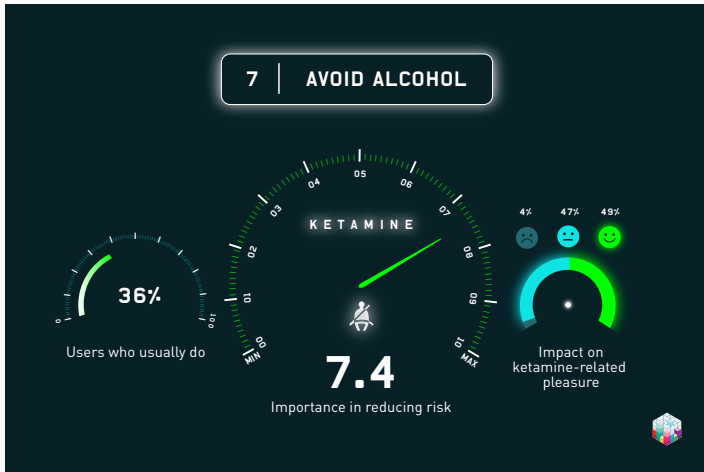 7 | AVOID ALCOHOL
05
04
06
03
07
KETAMINE
4% 47% 49%
02
08
36%
01
09
0
100
00
10
MIN
MAX
Users who usually do
7.4
Importance in reducing risk
Impact on
ketamine-related
pleasure